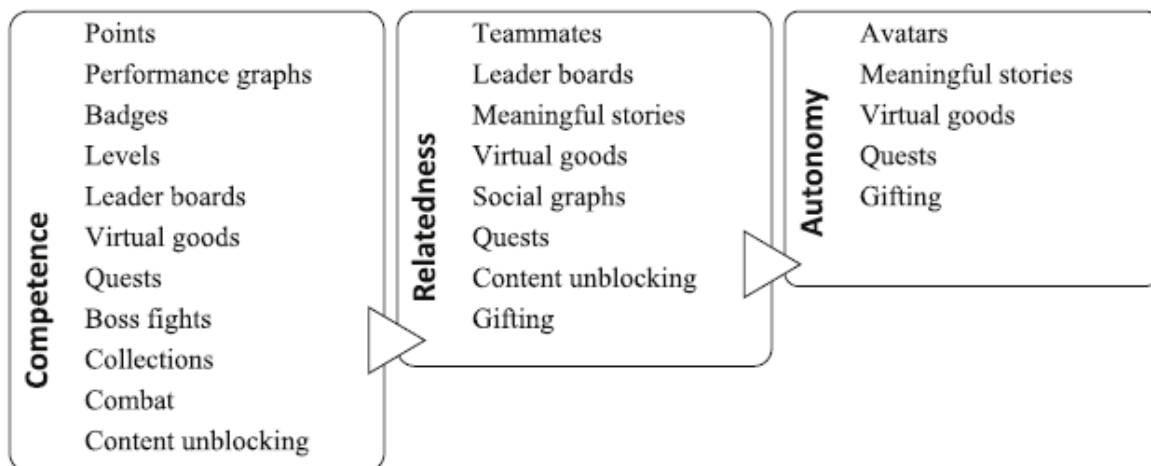 Competence
Points
Performance graphs
Badges
Levels
Leader boards
Virtual goods
Quests
Boss fights
Collections
Combat
Content unblocking
Relatedness
Teammates
Leader boards
Meaningful stories
Virtual goods
Social graphs
Quests
Content unblocking
Gifting
Autonomy
Avatars
Meaningful stories
Virtual goods
Quests
Gifting